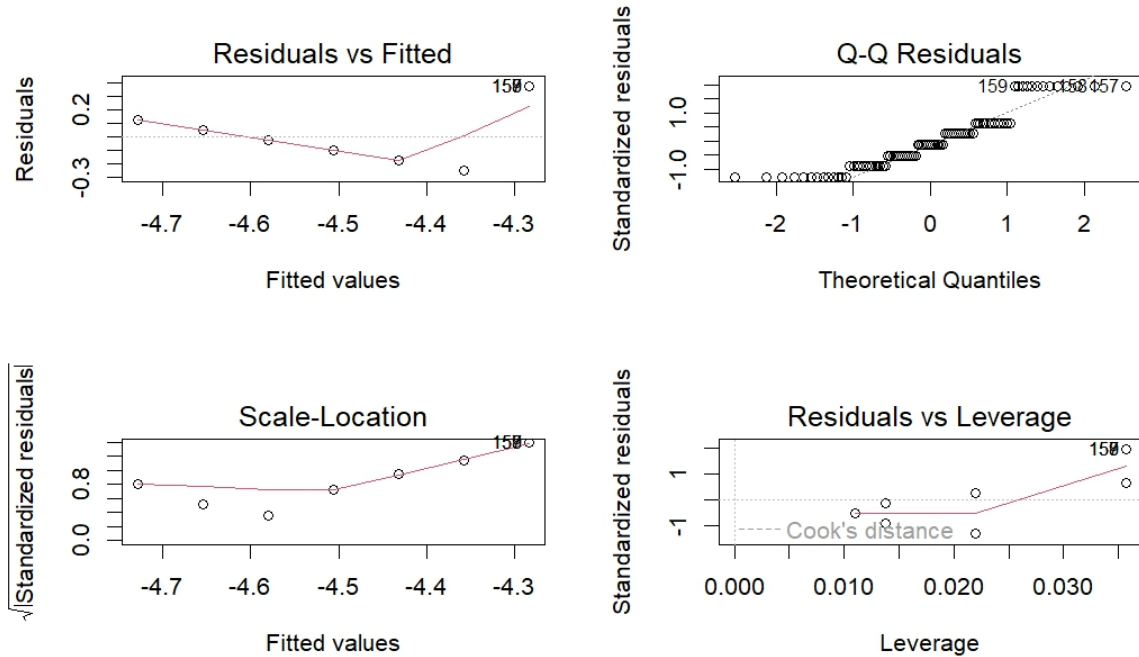 Residuals vs Fitted
Residuals
0.2
-0.3
-4.7 -4.6 -4.5 -4.4 -4.3
Fitted values
Q-Q Residuals
Standardized residuals
1.0
-1.0
159 158 157
-2 -1 0 1 2
Theoretical Quantiles
Scale-Location
√|Standardized residuals|
0.8
0.0
-4.7 -4.6 -4.5 -4.4 -4.3
Fitted values
Residuals vs Leverage
Standardized residuals
1
-1
Cook's distance
0.000 0.010 0.020 0.030
Leverage